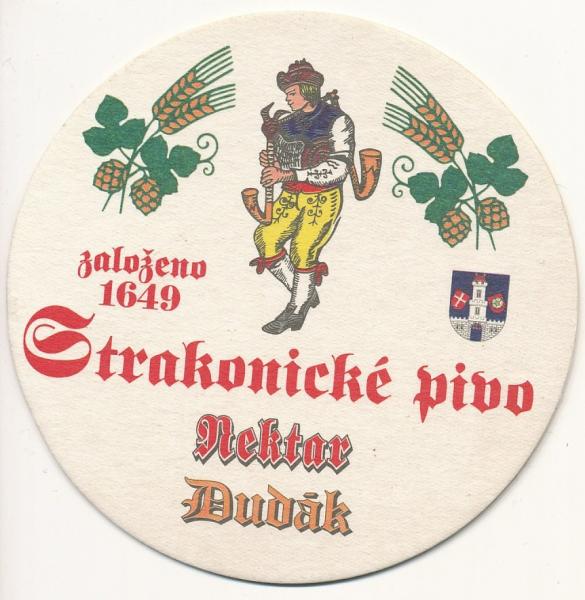 založeno
1649
Strakonické pivo
Nektar
Dudák